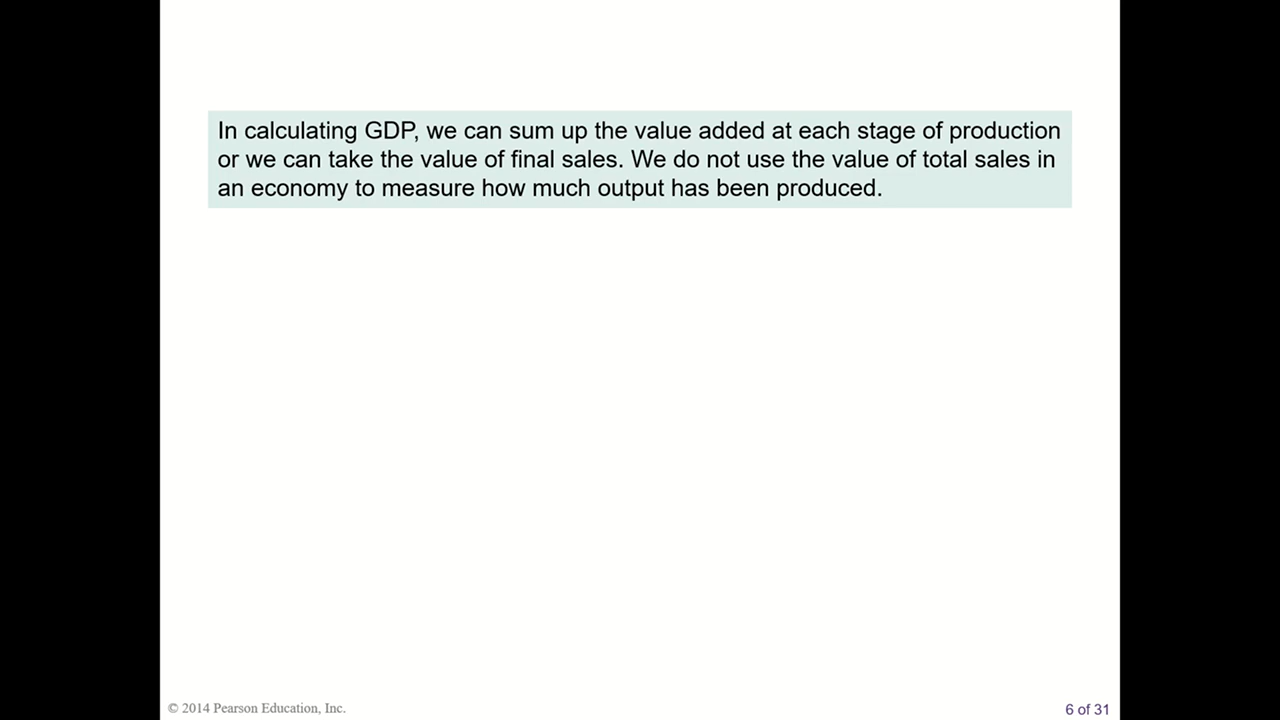 In calculating GDP, we can sum up the value added at each stage of production
or we can take the value of final sales. We do not use the value of total sales in
an economy to measure how much output has been produced.
© 2014 Pearson Education, Inc.
6 of 31